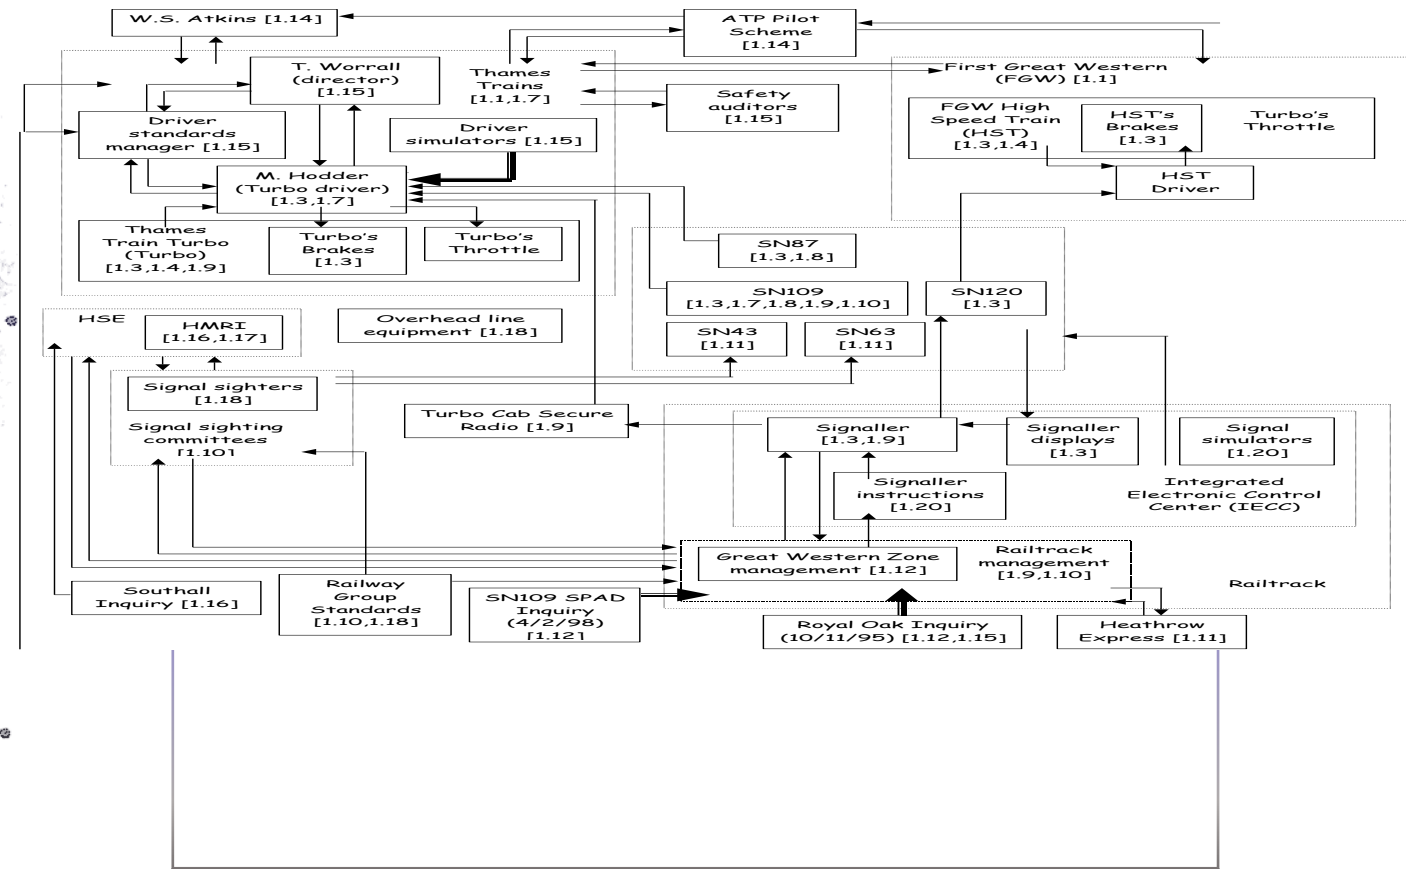 W.S. Atkins [1.14]
ATP Pilot
Scheme
[1.14]
T. Worrall
(director)
[1.15]
Thames
Trains
[1.1,1.7]
First Great Western
(FGW) [1.1]
Safety
auditors
[1.15]
FGW High
Speed Train
(HST)
[1.3,1.4]
HST's
Brakes
[1.3]
Turbo's
Throttle
Driver
standards
manager [1.15]
Driver
simulators [1.15]
M. Hodder
(Turbo driver)
[1.3,1.7]
HST
Driver
Thames
Train Turbo
(Turbo)
[1.3,1.4,1.9]
Turbo's
Brakes
[1.3]
Turbo's
Throttle
SN87
[1.3,1.8]
SN109
[1.3,1.7,1.8,1.9,1.10]
SN120
[1.3]
HSE
HMRI
[1.16,1.17]
Overhead line
equipment [1.18]
SN43
[1.11]
SN63
[1.11]
Signal sighters
[1.18]
Signal sighting
committees
[1.10]
Turbo Cab Secure
Radio [1.9]
Signaller
[1.3,1.9]
Signaller
displays
[1.3]
Signal
simulators
[1.20]
Signaller
instructions
[1.20]
Integrated
Electronic Control
Center (IECC)
Great Western Zone
management [1.12]
Railtrack
management
[1.9,1.10]
Railtrack
Southall
Inquiry [1.16]
Railway
Group
Standards
[1.10,1.18]
SN109 SPAD
Inquiry
(4/2/98)
[1.12]
Royal Oak Inquiry
(10/11/95) [1.12,1.15]
Heathrow
Express [1.11]